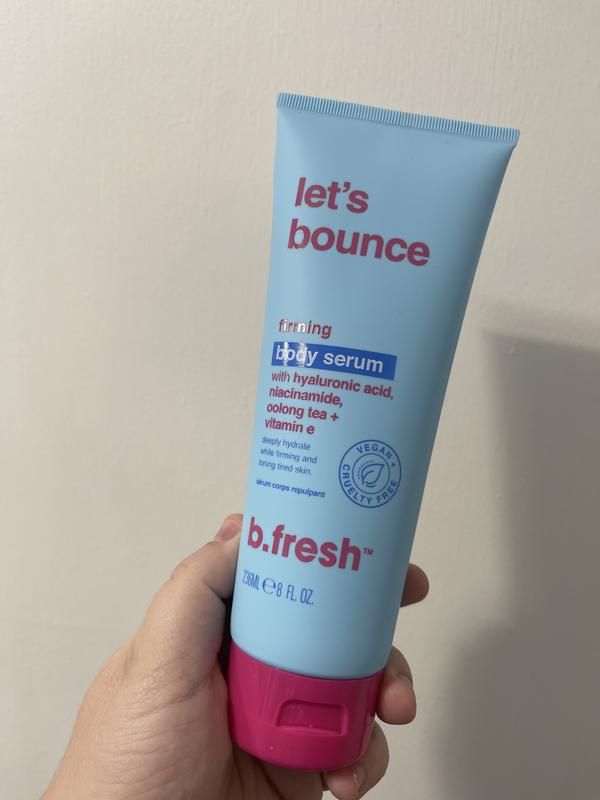 let's
bounce
firming
body serum
with hyaluronic acid,
niacinamide,
oolong tea +
vitamin e
deeply hydrate
while firming and
toning tired skin.
sérum corps repulpant
VEGAN +
CRUELTY FREE
b.fresh™
236ML ℮ 8 FL. OZ.